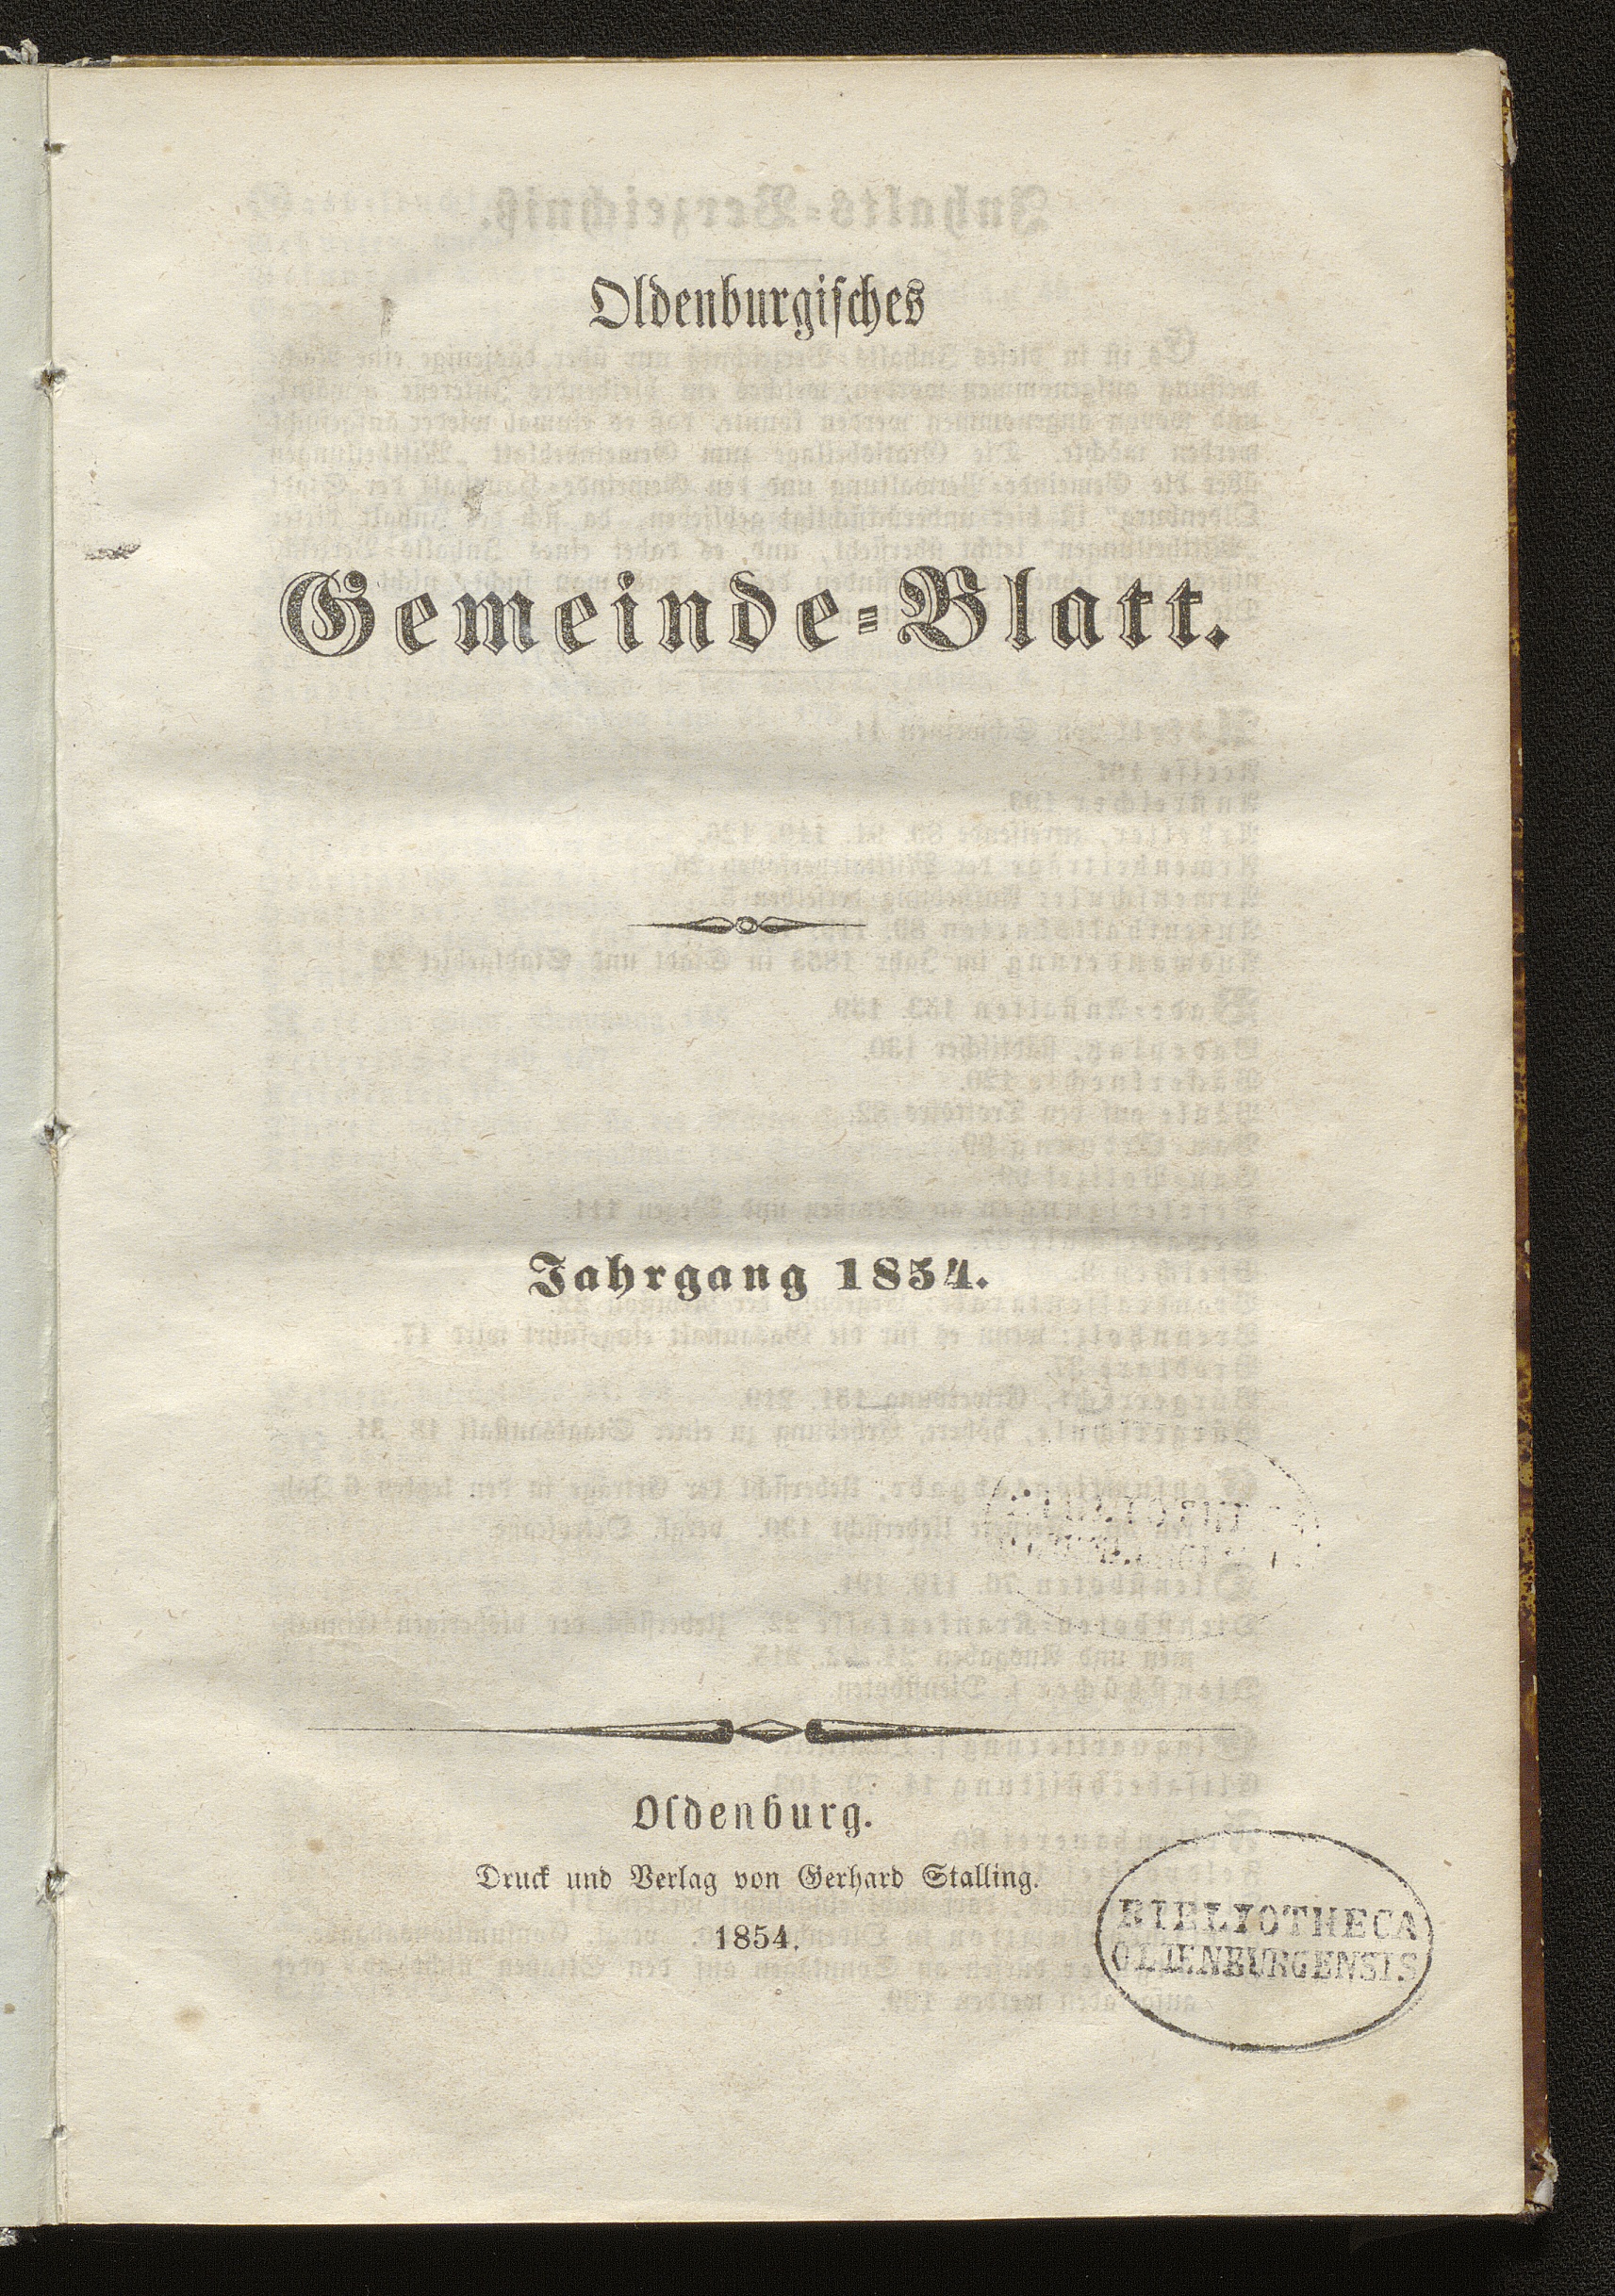 Oldenburgisches
Gemeinde=Blatt.
Jahrgang 1854.
Oldenburg.
Druck und Verlag von Gerhard Stalling.
1854.
BIBLIOTHECA
OLDENBURGENSIS